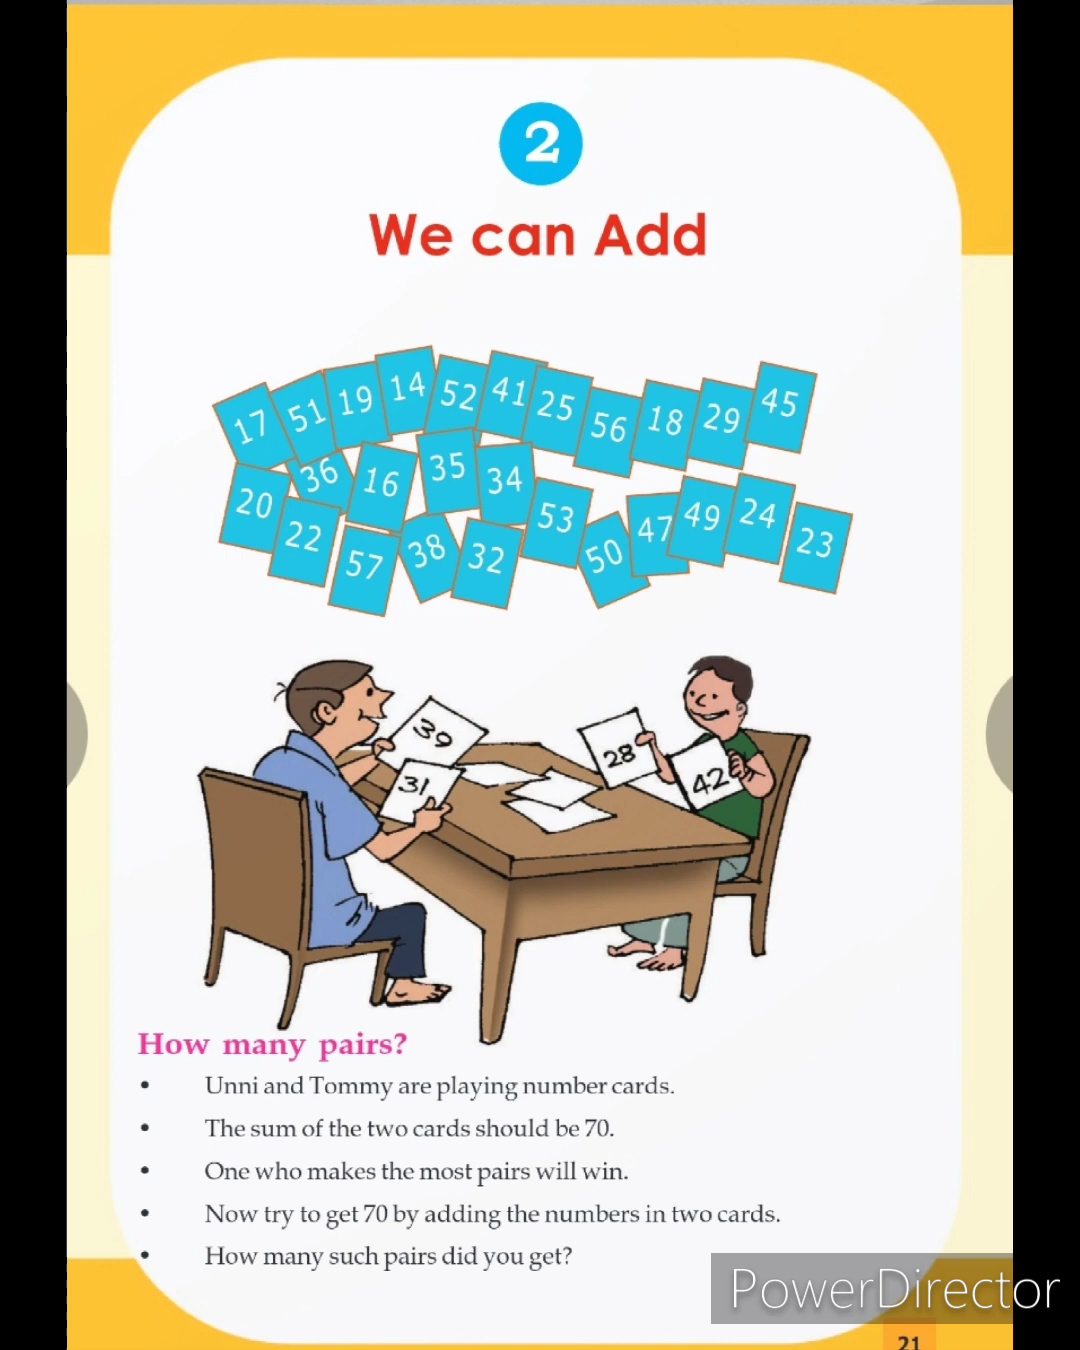 2
We can Add
17 51 19 14 52 41 25 56 18 29 45
20 36 16 35 34 53 47 49 24 23
22 57 38 32 50
39
31
28
42
How many pairs?
• Unni and Tommy are playing number cards.
• The sum of the two cards should be 70.
• One who makes the most pairs will win.
• Now try to get 70 by adding the numbers in two cards.
• How many such pairs did you get?
PowerDirector
21